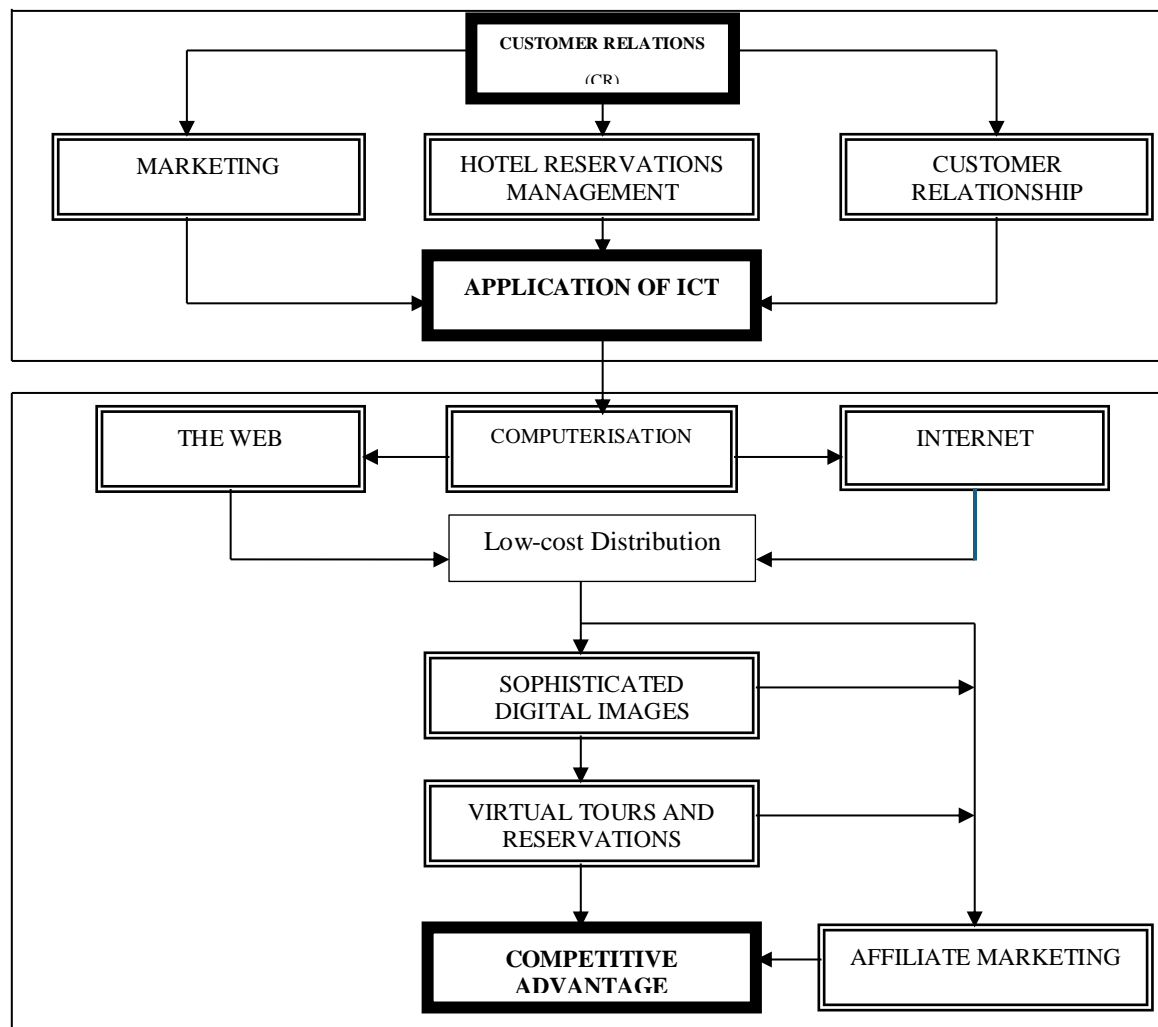 CUSTOMER RELATIONS
(CR)
MARKETING
HOTEL RESERVATIONS
MANAGEMENT
CUSTOMER
RELATIONSHIP
APPLICATION OF ICT
THE WEB
COMPUTERISATION
INTERNET
Low-cost Distribution
SOPHISTICATED
DIGITAL IMAGES
VIRTUAL TOURS AND
RESERVATIONS
COMPETITIVE
ADVANTAGE
AFFILIATE MARKETING